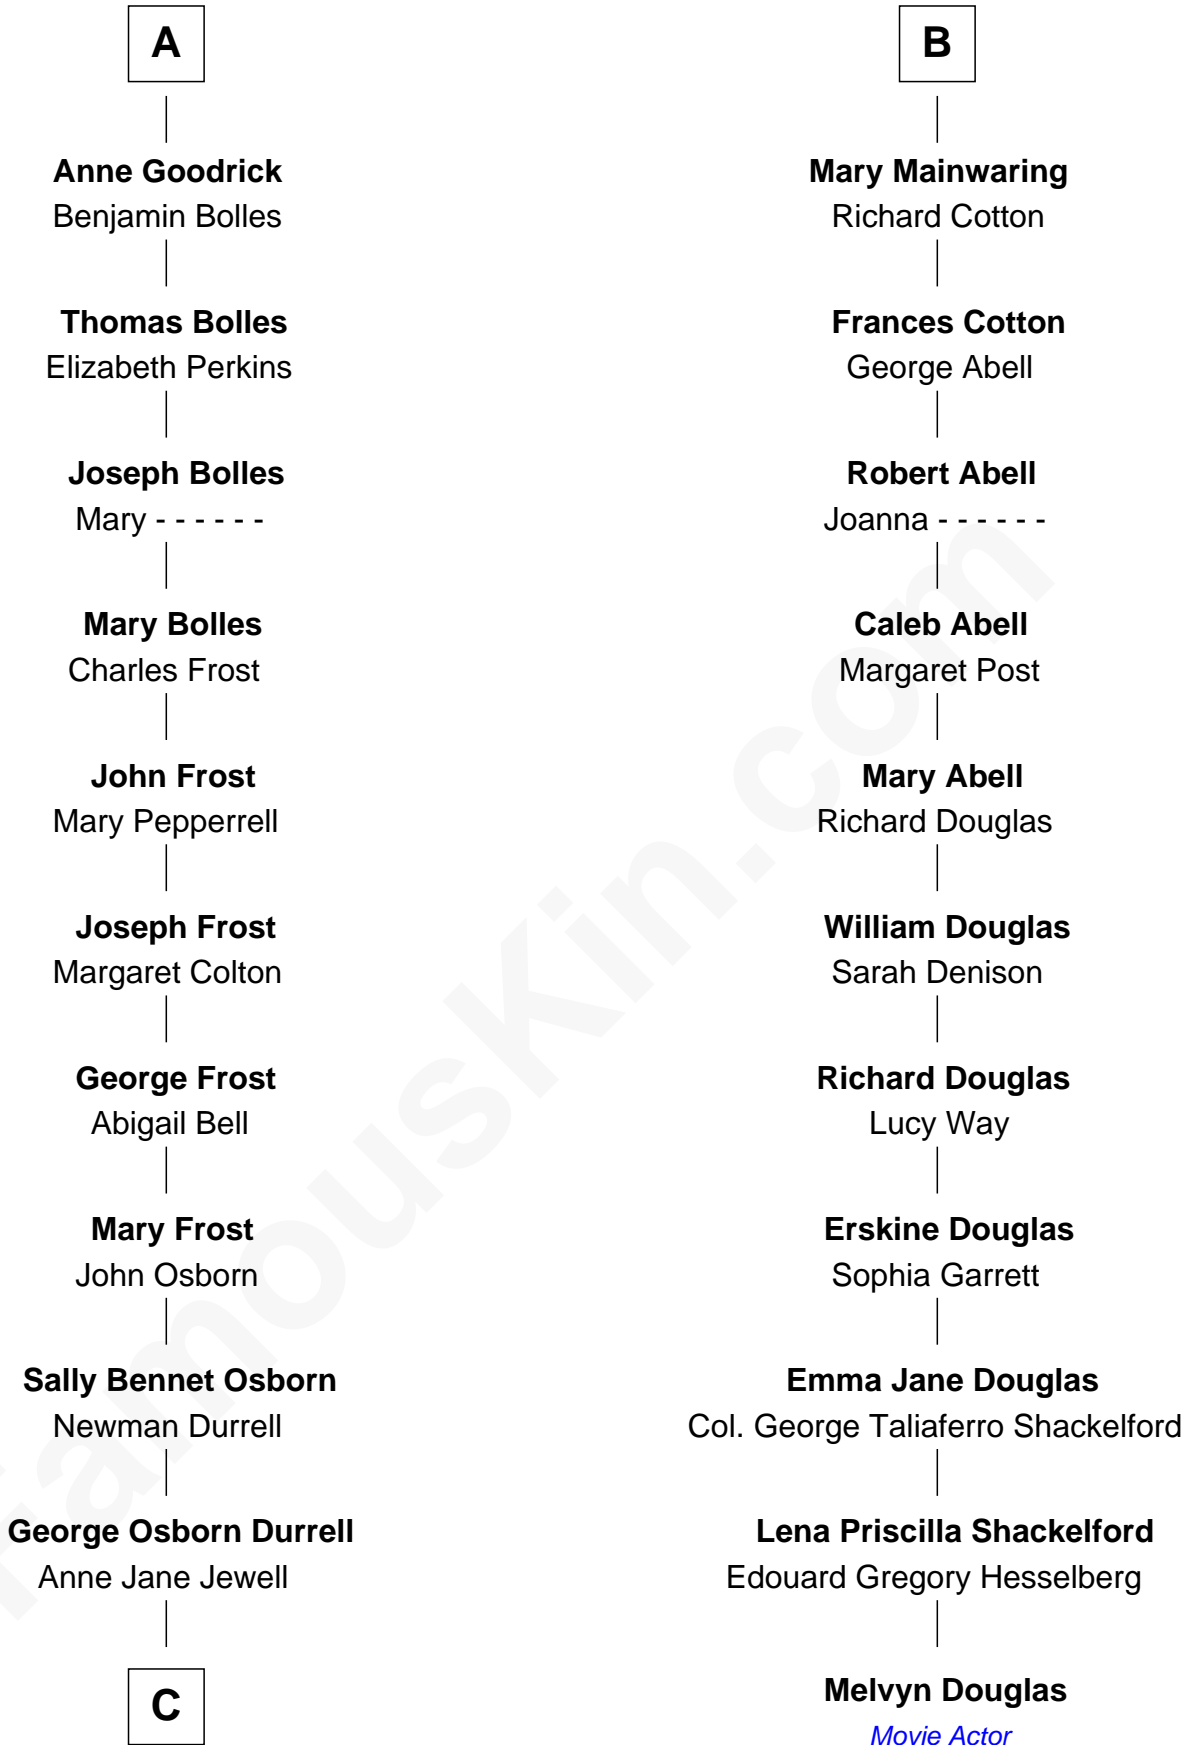 A
Anne Goodrick
Benjamin Bolles
Thomas Bolles
Elizabeth Perkins
Joseph Bolles
Mary - - - - - -
Mary Bolles
Charles Frost
John Frost
Mary Pepperrell
Joseph Frost
Margaret Colton
George Frost
Abigail Bell
Mary Frost
John Osborn
Sally Bennet Osborn
Newman Durrell
George Osborn Durrell
Anne Jane Jewell
C
B
Mary Mainwaring
Richard Cotton
Frances Cotton
George Abell
Robert Abell
Joanna - - - - - -
Caleb Abell
Margaret Post
Mary Abell
Richard Douglas
William Douglas
Sarah Denison
Richard Douglas
Lucy Way
Erskine Douglas
Sophia Garrett
Emma Jane Douglas
Col. George Taliaferro Shackelford
Lena Priscilla Shackelford
Edouard Gregory Hesselberg
Melvyn Douglas
Movie Actor
FamousKin.com